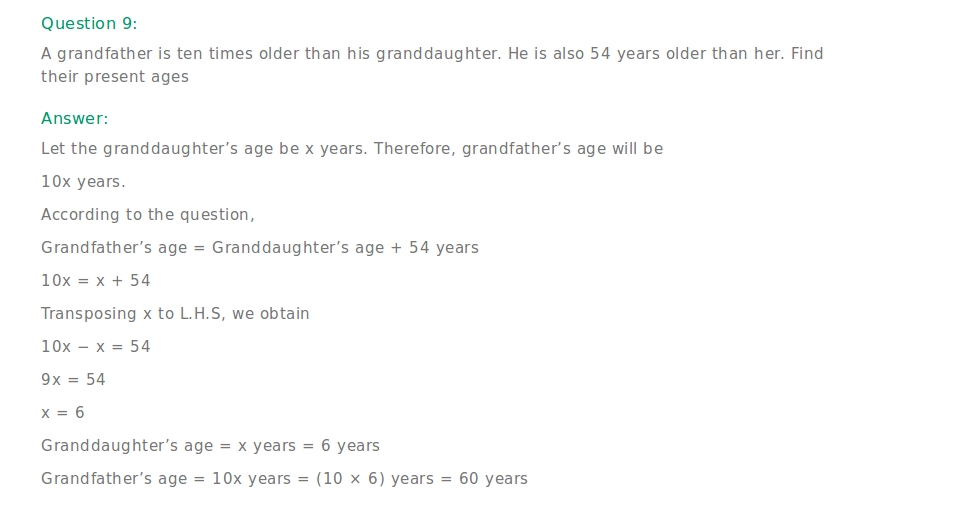 Question 9:
A grandfather is ten times older than his granddaughter. He is also 54 years older than her. Find
their present ages
Answer:
Let the granddaughter’s age be x years. Therefore, grandfather’s age will be
10x years.
According to the question,
Grandfather’s age = Granddaughter’s age + 54 years
10x = x + 54
Transposing x to L.H.S, we obtain
10x − x = 54
9x = 54
x = 6
Granddaughter’s age = x years = 6 years
Grandfather’s age = 10x years = (10 × 6) years = 60 years